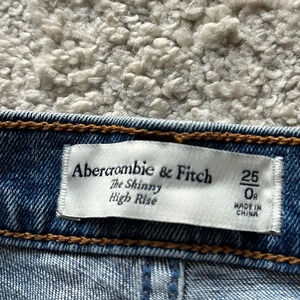 Abercrombie & Fitch
The Skinny
High Rise
25
0R
MADE IN
CHINA